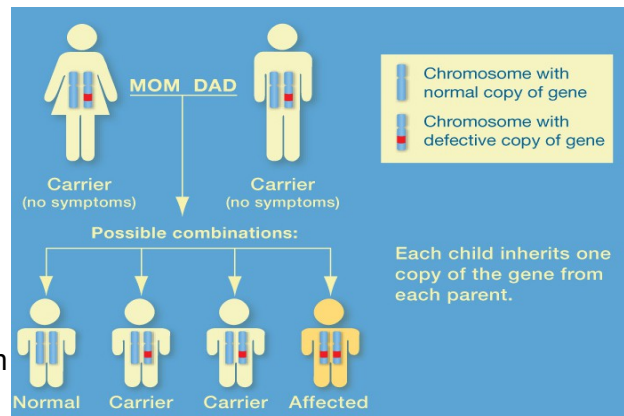 MOM DAD
Chromosome with
normal copy of gene
Chromosome with
defective copy of gene
Carrier
(no symptoms)
Carrier
(no symptoms)
Possible combinations:
Each child inherits one
copy of the gene from
each parent.
Normal
Carrier
Carrier
Affected